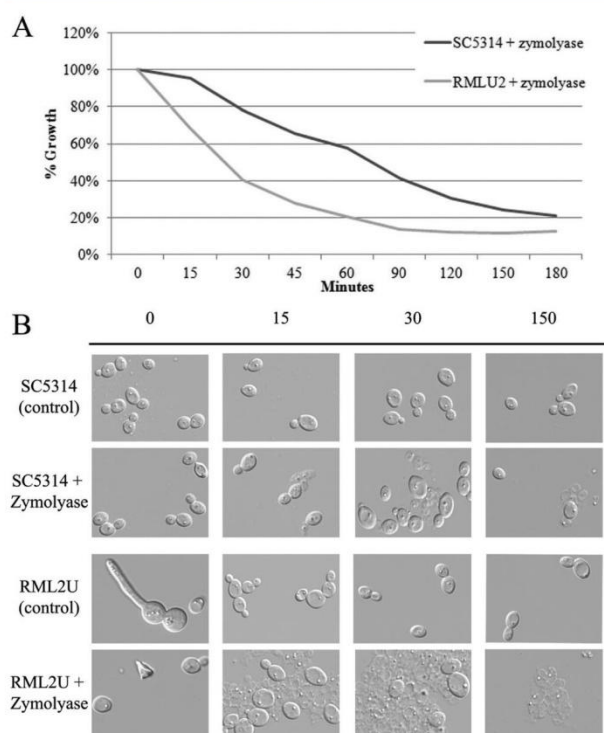 A
120%
100%
80%
60%
40%
20%
0%
% Growth
SC5314 + zymolyase
RMLU2 + zymolyase
0 15 30 45 60 90 120 150 180
Minutes
B
0 15 30 150
SC5314
(control)
SC5314 +
Zymolyase
RML2U
(control)
RML2U +
Zymolyase